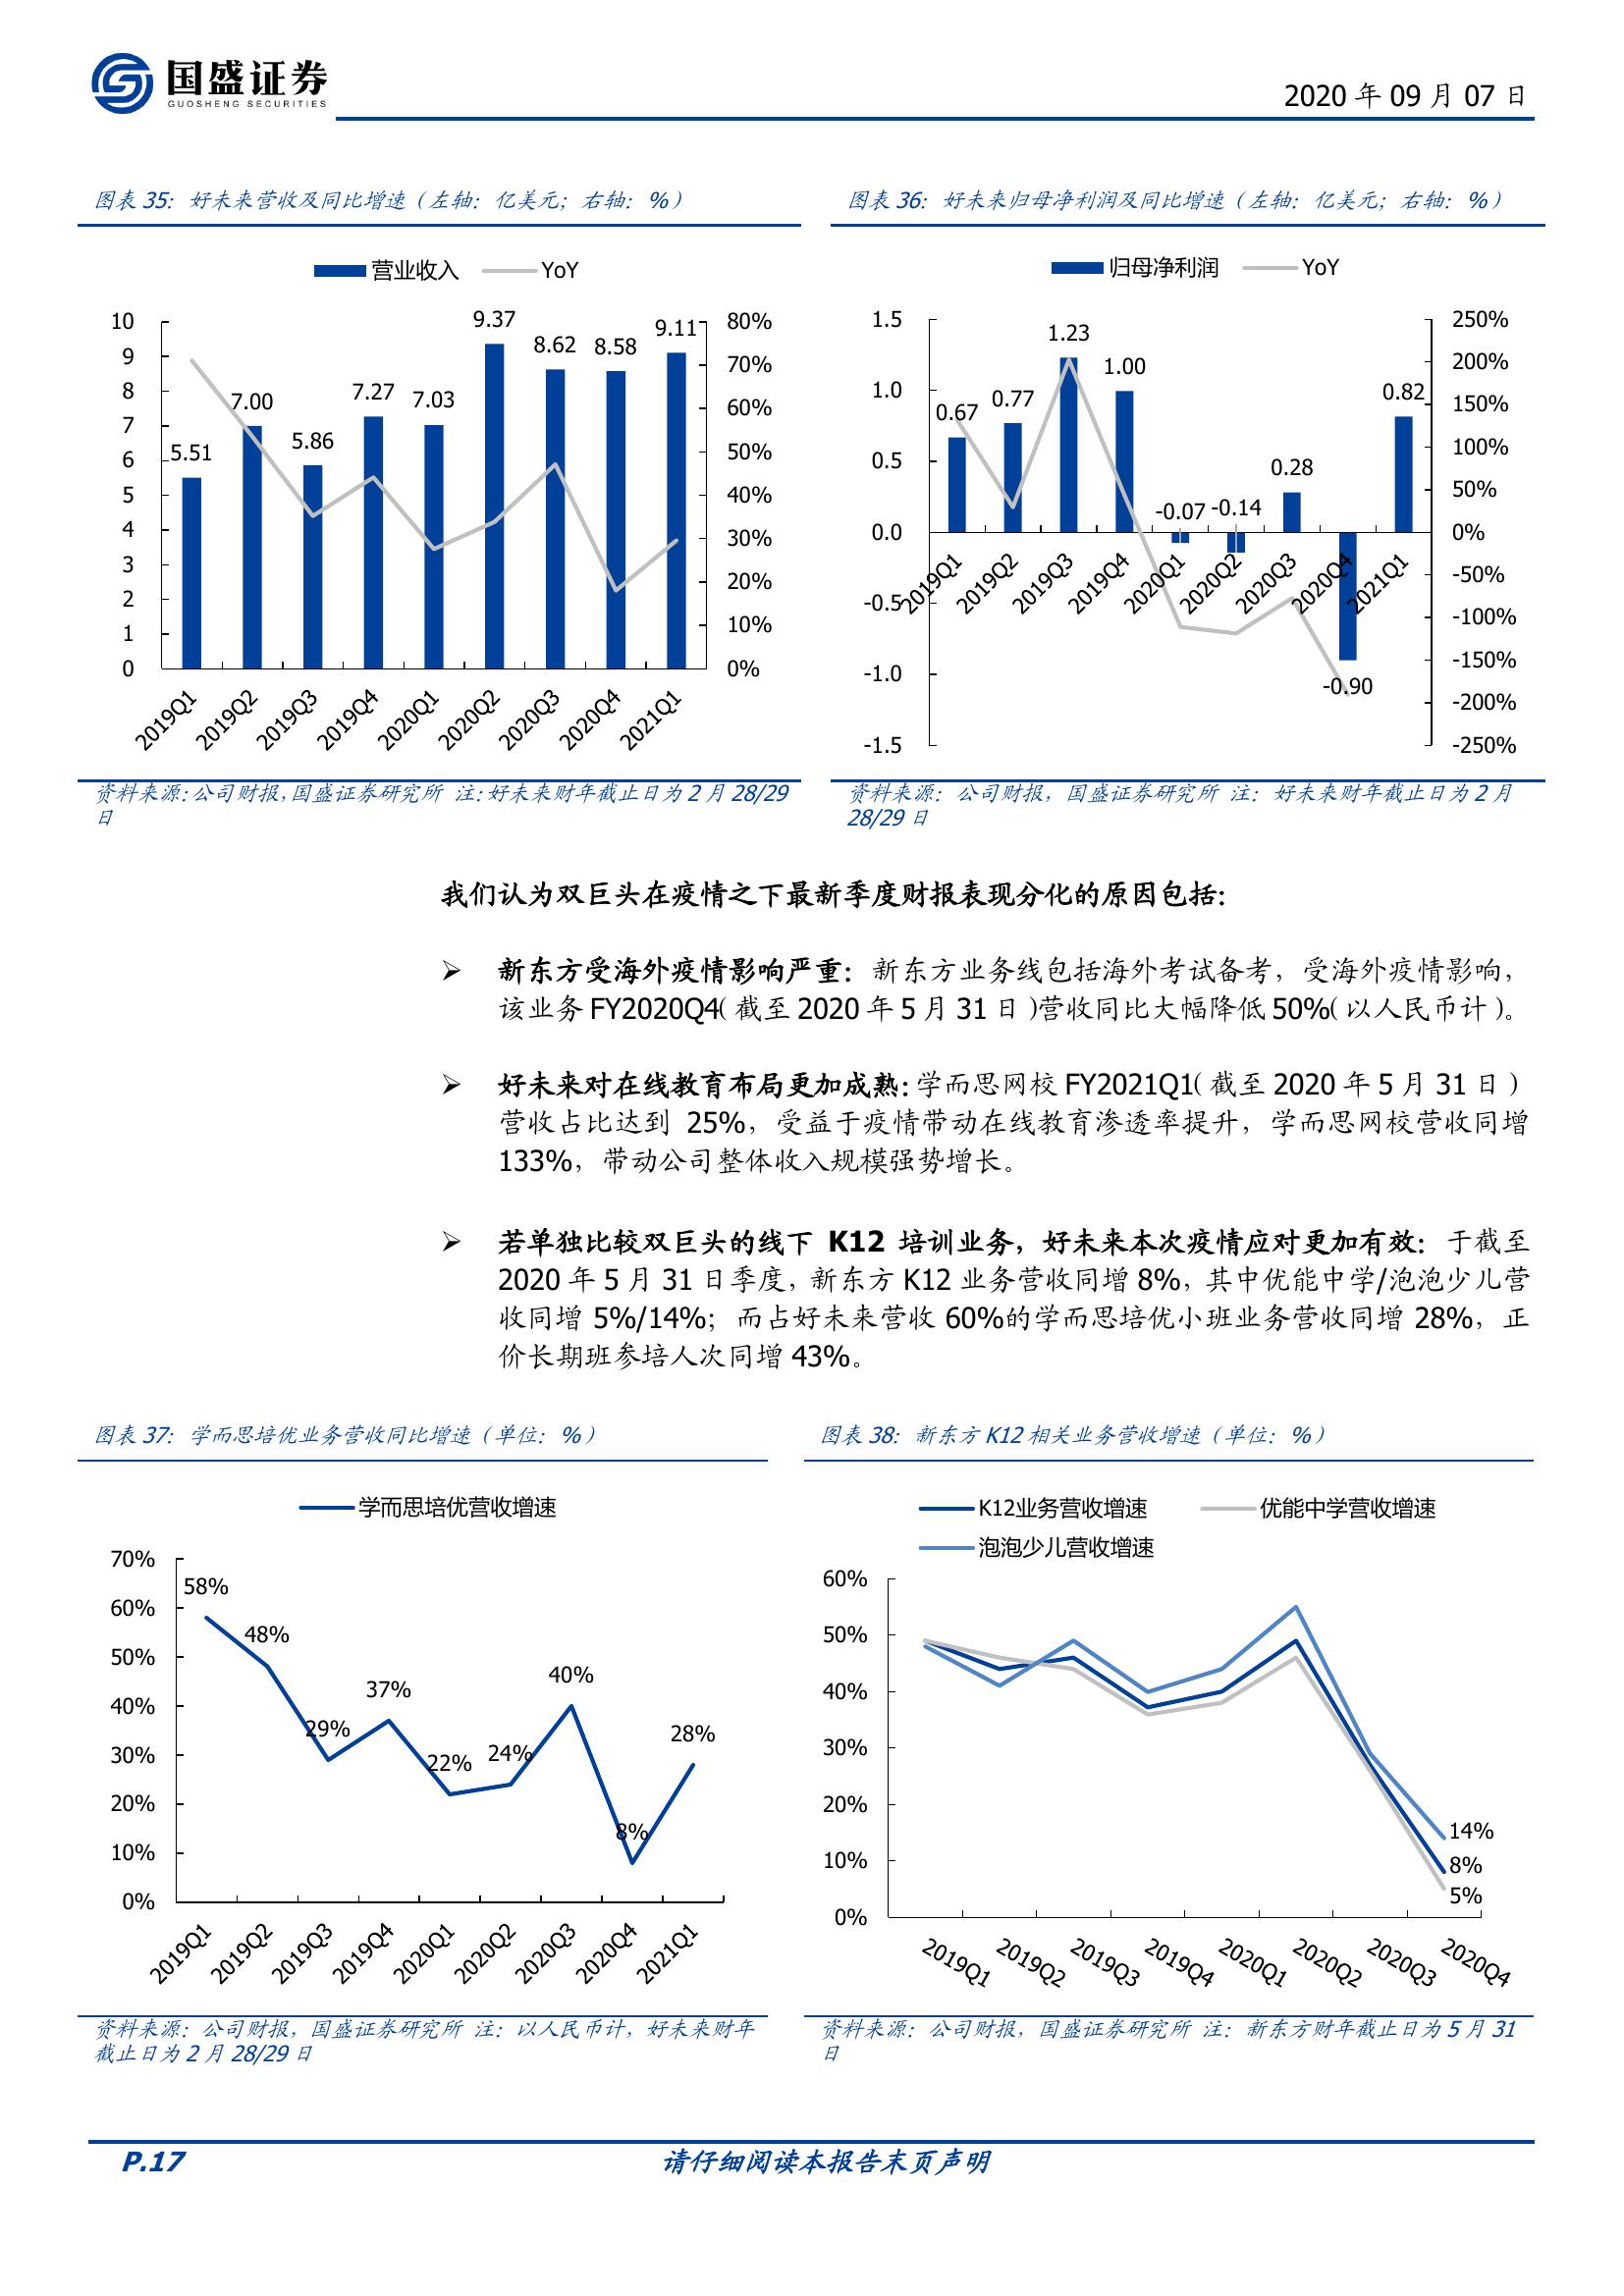 国盛证券
GUOSHENG SECURITIES
2020 年 09 月 07 日
图表 35：好未来营收及同比增速（左轴：亿美元；右轴：%）
营业收入 YoY
10
9
8
7
6
5
4
3
2
1
0
5.51
7.00
5.86
7.27
7.03
9.37
8.62
8.58
9.11
80%
70%
60%
50%
40%
30%
20%
10%
0%
2019Q1
2019Q2
2019Q3
2019Q4
2020Q1
2020Q2
2020Q3
2020Q4
2021Q1
资料来源：公司财报，国盛证券研究所 注：好未来财年截止日为 2 月 28/29
日
图表 36：好未来归母净利润及同比增速（左轴：亿美元；右轴：%）
归母净利润 YoY
1.5
1.0
0.5
0.0
-0.5
-1.0
-1.5
0.67
0.77
1.23
1.00
-0.07
-0.14
0.28
-0.90
0.82
250%
200%
150%
100%
50%
0%
-50%
-100%
-150%
-200%
-250%
2019Q1
2019Q2
2019Q3
2019Q4
2020Q1
2020Q2
2020Q3
2020Q4
2021Q1
资料来源：公司财报，国盛证券研究所 注：好未来财年截止日为 2 月
28/29 日
我们认为双巨头在疫情之下最新季度财报表现分化的原因包括：
➢ 新东方受海外疫情影响严重：新东方业务线包括海外考试备考，受海外疫情影响，
该业务 FY2020Q4（截至 2020 年 5 月 31 日）营收同比大幅降低 50%（以人民币计）。
➢ 好未来对在线教育布局更加成熟：学而思网校 FY2021Q1（截至 2020 年 5 月 31 日）
营收占比达到 25%，受益于疫情带动在线教育渗透率提升，学而思网校营收同增
133%，带动公司整体收入规模强势增长。
➢ 若单独比较双巨头的线下 K12 培训业务，好未来本次疫情应对更加有效：于截至
2020 年 5 月 31 日季度，新东方 K12 业务营收同增 8%，其中优能中学/泡泡少儿营
收同增 5%/14%；而占好未来营收 60%的学而思培优小班业务营收同增 28%，正
价长期班参培人次同增 43%。
图表 37：学而思培优业务营收同比增速（单位：%）
学而思培优营收增速
70%
60%
50%
40%
30%
20%
10%
0%
58%
48%
29%
37%
22%
24%
40%
8%
28%
2019Q1
2019Q2
2019Q3
2019Q4
2020Q1
2020Q2
2020Q3
2020Q4
2021Q1
资料来源：公司财报，国盛证券研究所 注：以人民币计，好未来财年
截止日为 2 月 28/29 日
图表 38：新东方 K12 相关业务营收增速（单位：%）
K12业务营收增速 优能中学营收增速
泡泡少儿营收增速
60%
50%
40%
30%
20%
10%
0%
14%
8%
5%
2019Q1
2019Q2
2019Q3
2019Q4
2020Q1
2020Q2
2020Q3
2020Q4
资料来源：公司财报，国盛证券研究所 注：新东方财年截止日为 5 月 31
日
P.17 请仔细阅读本报告末页声明